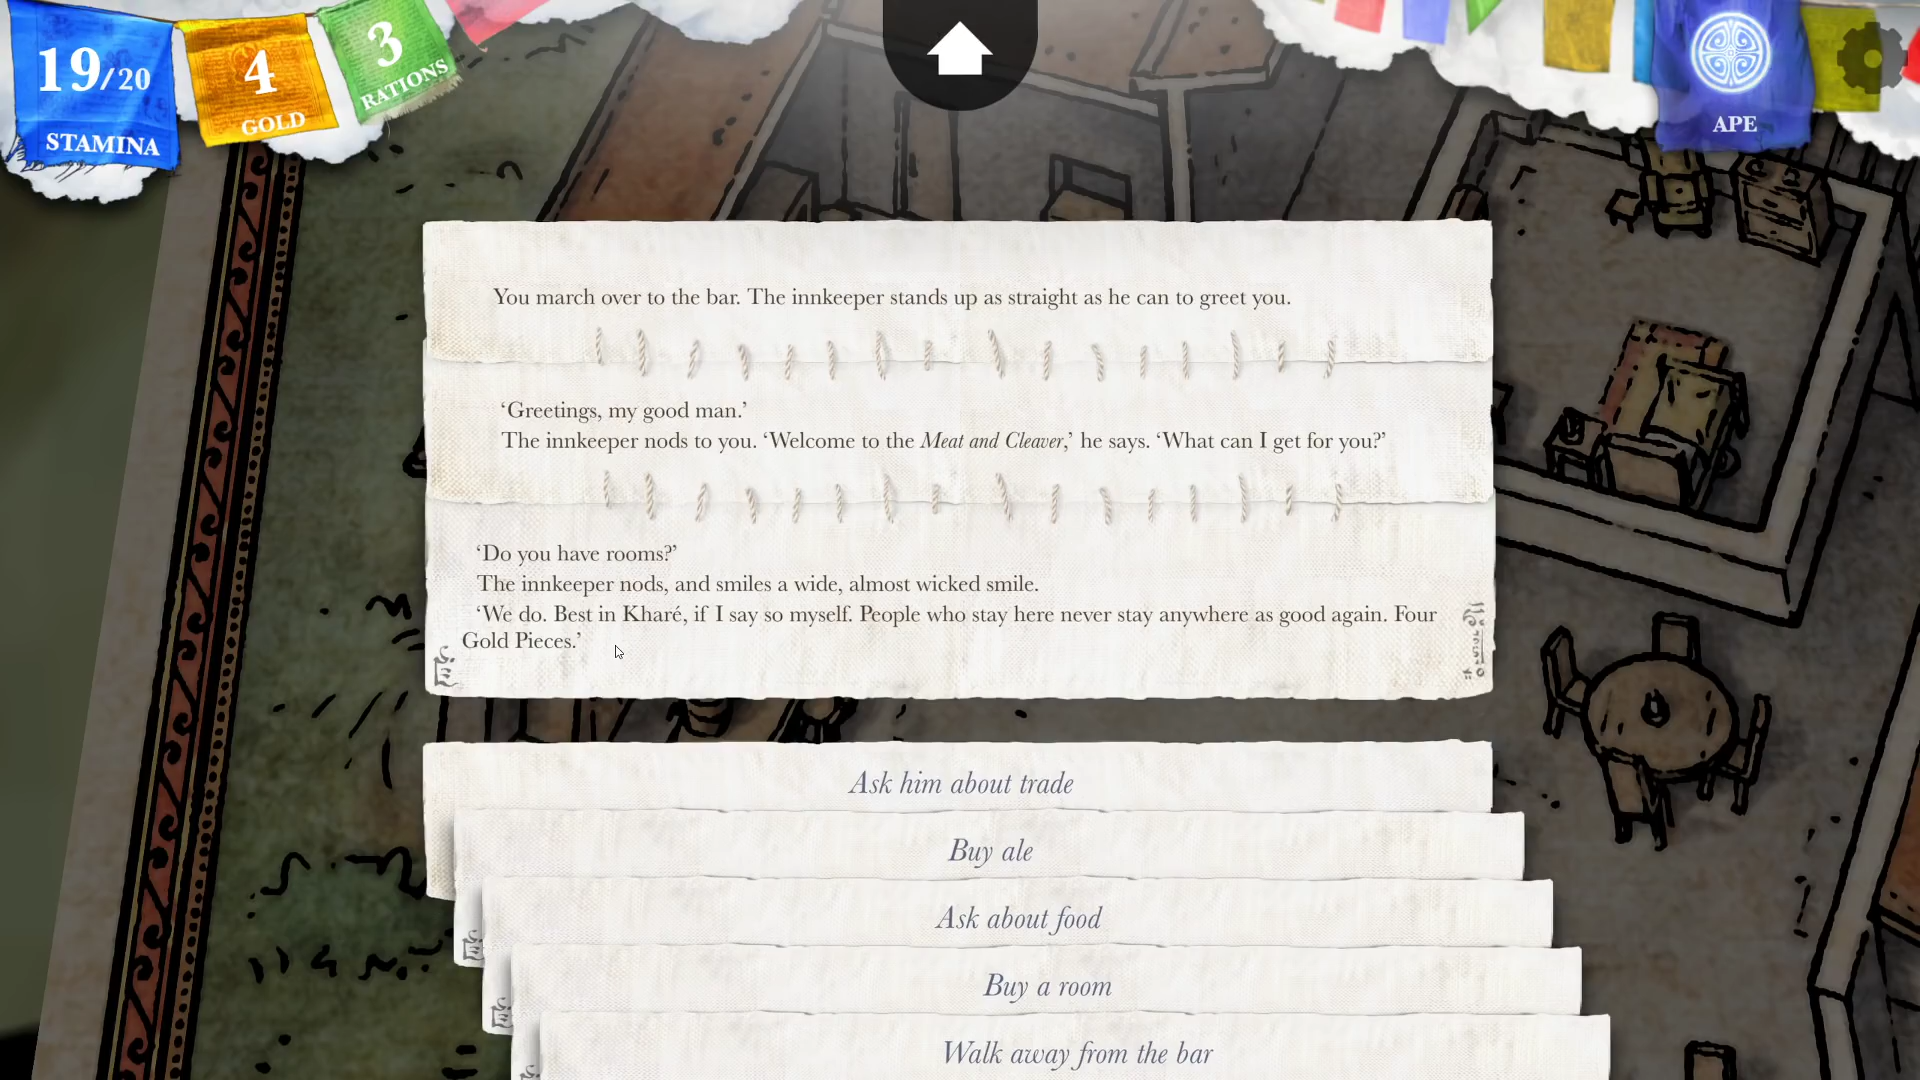 19/20
STAMINA
4
GOLD
3
RATIONS
APE
You march over to the bar. The innkeeper stands up as straight as he can to greet you.
‘Greetings, my good man.’
The innkeeper nods to you. ‘Welcome to the Meat and Cleaver,’ he says. ‘What can I get for you?’
‘Do you have rooms?’
The innkeeper nods, and smiles a wide, almost wicked smile.
‘We do. Best in Kharé, if I say so myself. People who stay here never stay anywhere as good again. Four
Gold Pieces.’
Ask him about trade
Buy ale
Ask about food
Buy a room
Walk away from the bar